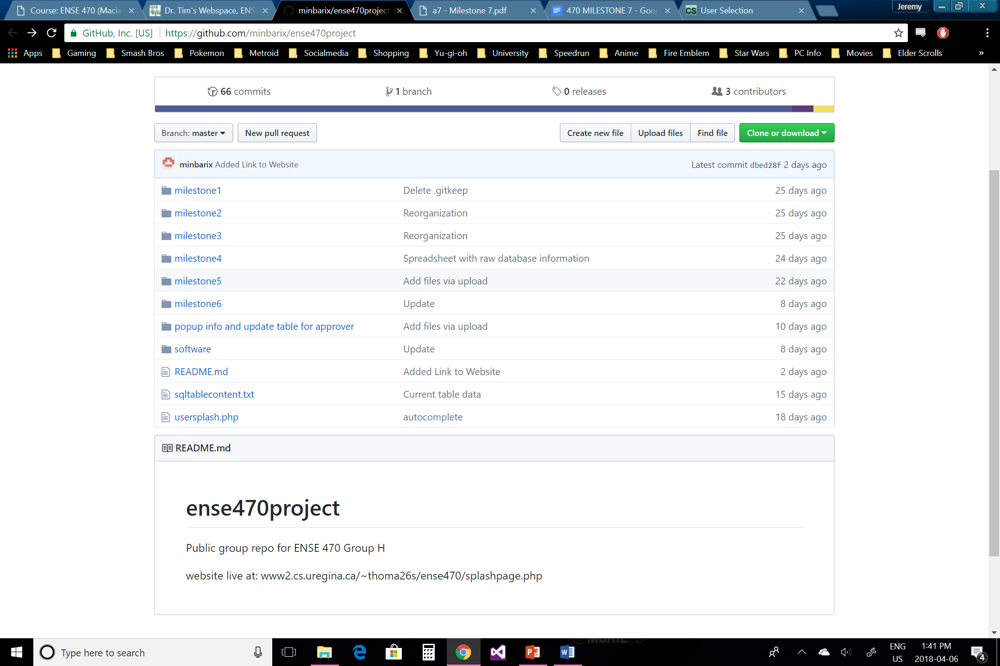 Course: ENSE 470 (Macia
Dr. Tim's Webspace, ENS
minbarix/ense470project
a7 - Milestone 7.pdf
470 MILESTONE 7 - Goo
CS User Selection
Jeremy
GitHub, Inc. [US] https://github.com/minbarix/ense470project
Apps Gaming Smash Bros Pokemon Metroid Socialmedia Shopping Yu-gi-oh University Speedrun Anime Fire Emblem Star Wars PC Info Movies Elder Scrolls »
66 commits 1 branch 0 releases 3 contributors
Branch: master New pull request Create new file Upload files Find file Clone or download
minbarix Added Link to Website Latest commit dbed28f 2 days ago
milestone1 Delete .gitkeep 25 days ago
milestone2 Reorganization 25 days ago
milestone3 Reorganization 25 days ago
milestone4 Spreadsheet with raw database information 24 days ago
milestone5 Add files via upload 22 days ago
milestone6 Update 8 days ago
popup info and update table for approver Add files via upload 10 days ago
software Update 8 days ago
README.md Added Link to Website 2 days ago
sqltablecontent.txt Current table data 15 days ago
usersplash.php autocomplete 18 days ago
README.md
ense470project
Public group repo for ENSE 470 Group H
website live at: www2.cs.uregina.ca/~thoma26s/ense470/splashpage.php
Type here to search
ENG
US
1:41 PM
2018-04-06
4